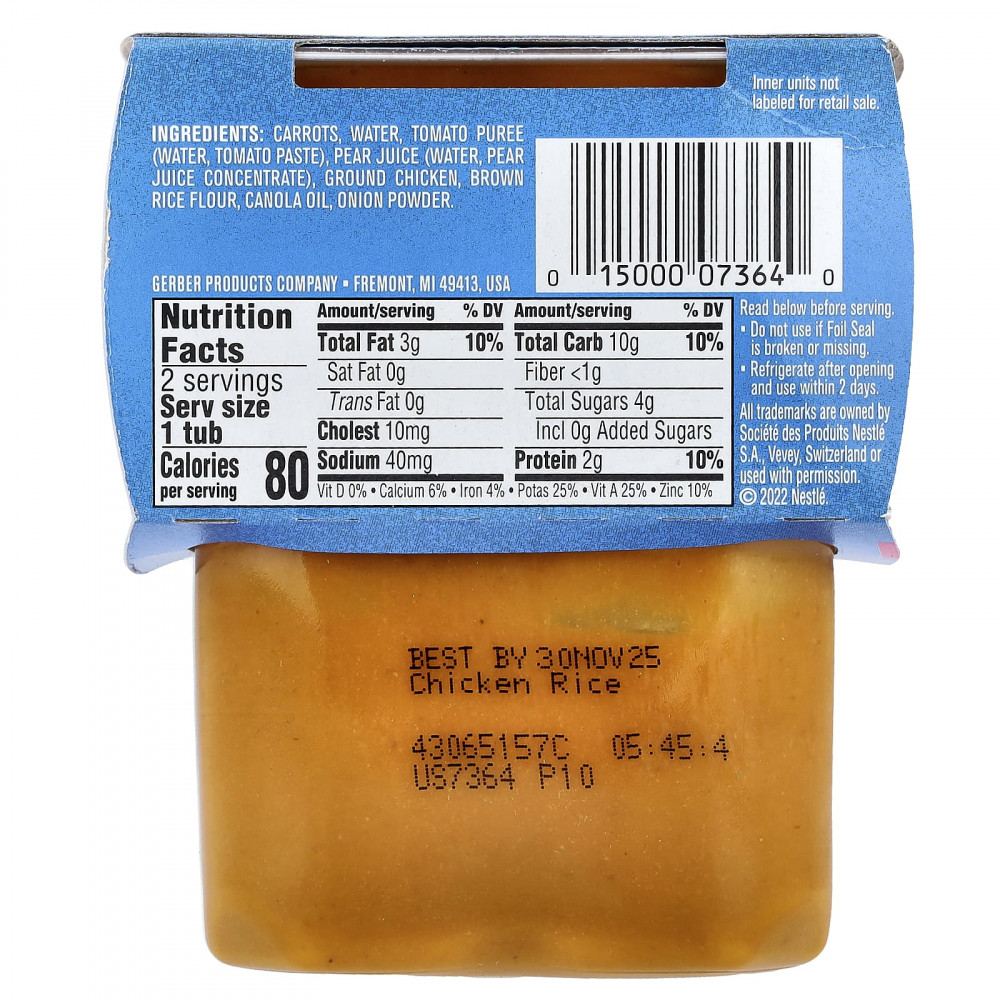 Inner units not
labeled for retail sale.
INGREDIENTS: CARROTS, WATER, TOMATO PUREE
(WATER, TOMATO PASTE), PEAR JUICE (WATER, PEAR
JUICE CONCENTRATE), GROUND CHICKEN, BROWN
RICE FLOUR, CANOLA OIL, ONION POWDER.
GERBER PRODUCTS COMPANY • FREMONT, MI 49413, USA
0 15000 07364 0
Nutrition
Facts
2 servings
Serv size
1 tub
Calories
per serving 80
Amount/serving % DV
Total Fat 3g 10%
Sat Fat 0g
Trans Fat 0g
Cholest 10mg
Sodium 40mg
Amount/serving % DV
Total Carb 10g 10%
Fiber <1g
Total Sugars 4g
Incl 0g Added Sugars
Protein 2g 10%
Vit D 0% • Calcium 6% • Iron 4% • Potas 25% • Vit A 25% • Zinc 10%
Read below before serving.
• Do not use if Foil Seal
is broken or missing.
• Refrigerate after opening
and use within 2 days.
All trademarks are owned by
Société des Produits Nestlé
S.A., Vevey, Switzerland or
used with permission.
© 2022 Nestlé.
BEST BY 30NOV25
Chicken Rice
43065157C 05:45:4
US7364 P10